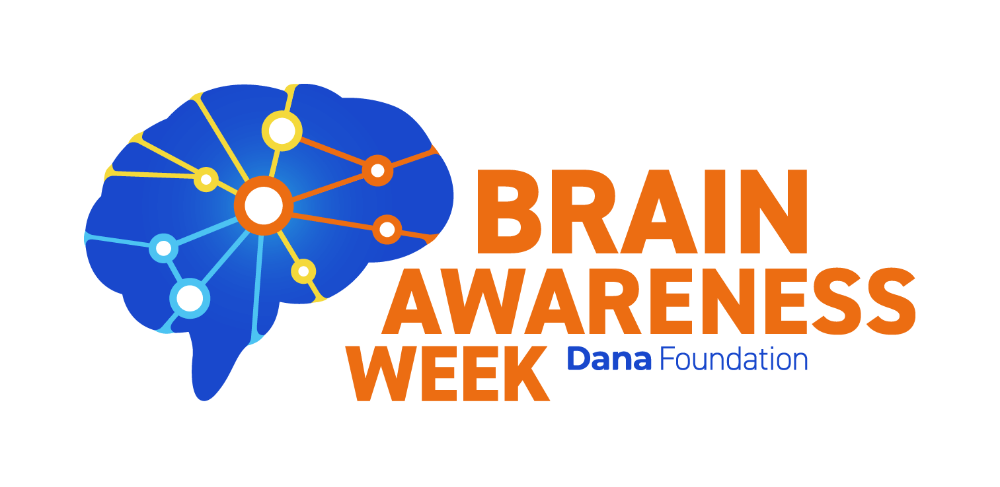 BRAIN
AWARENESS
WEEK Dana Foundation